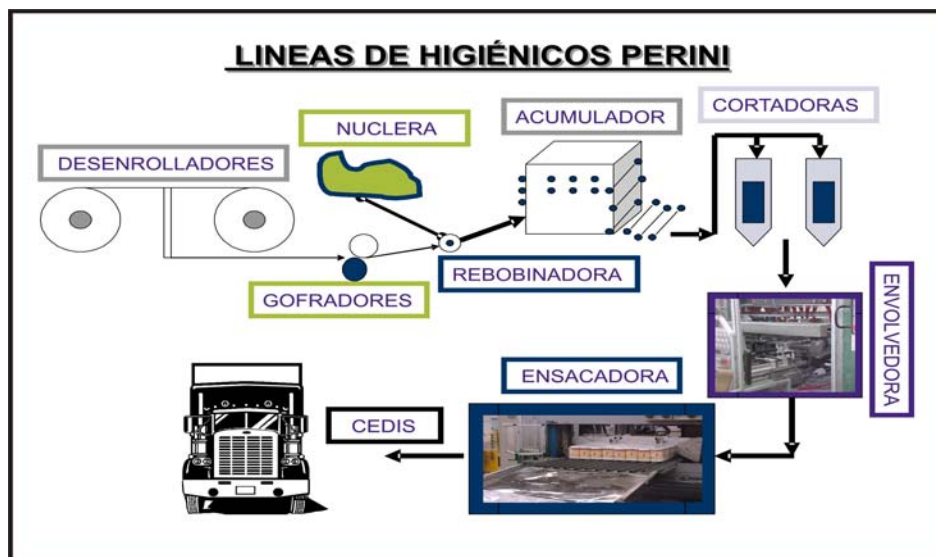 LINEAS DE HIGIÉNICOS PERINI
CORTADORAS
NUCLERA
ACUMULADOR
DESENROLLADORES
REBOBINADORA
GOFRADORES
ENVOLVEDORA
ENSACADORA
CEDIS